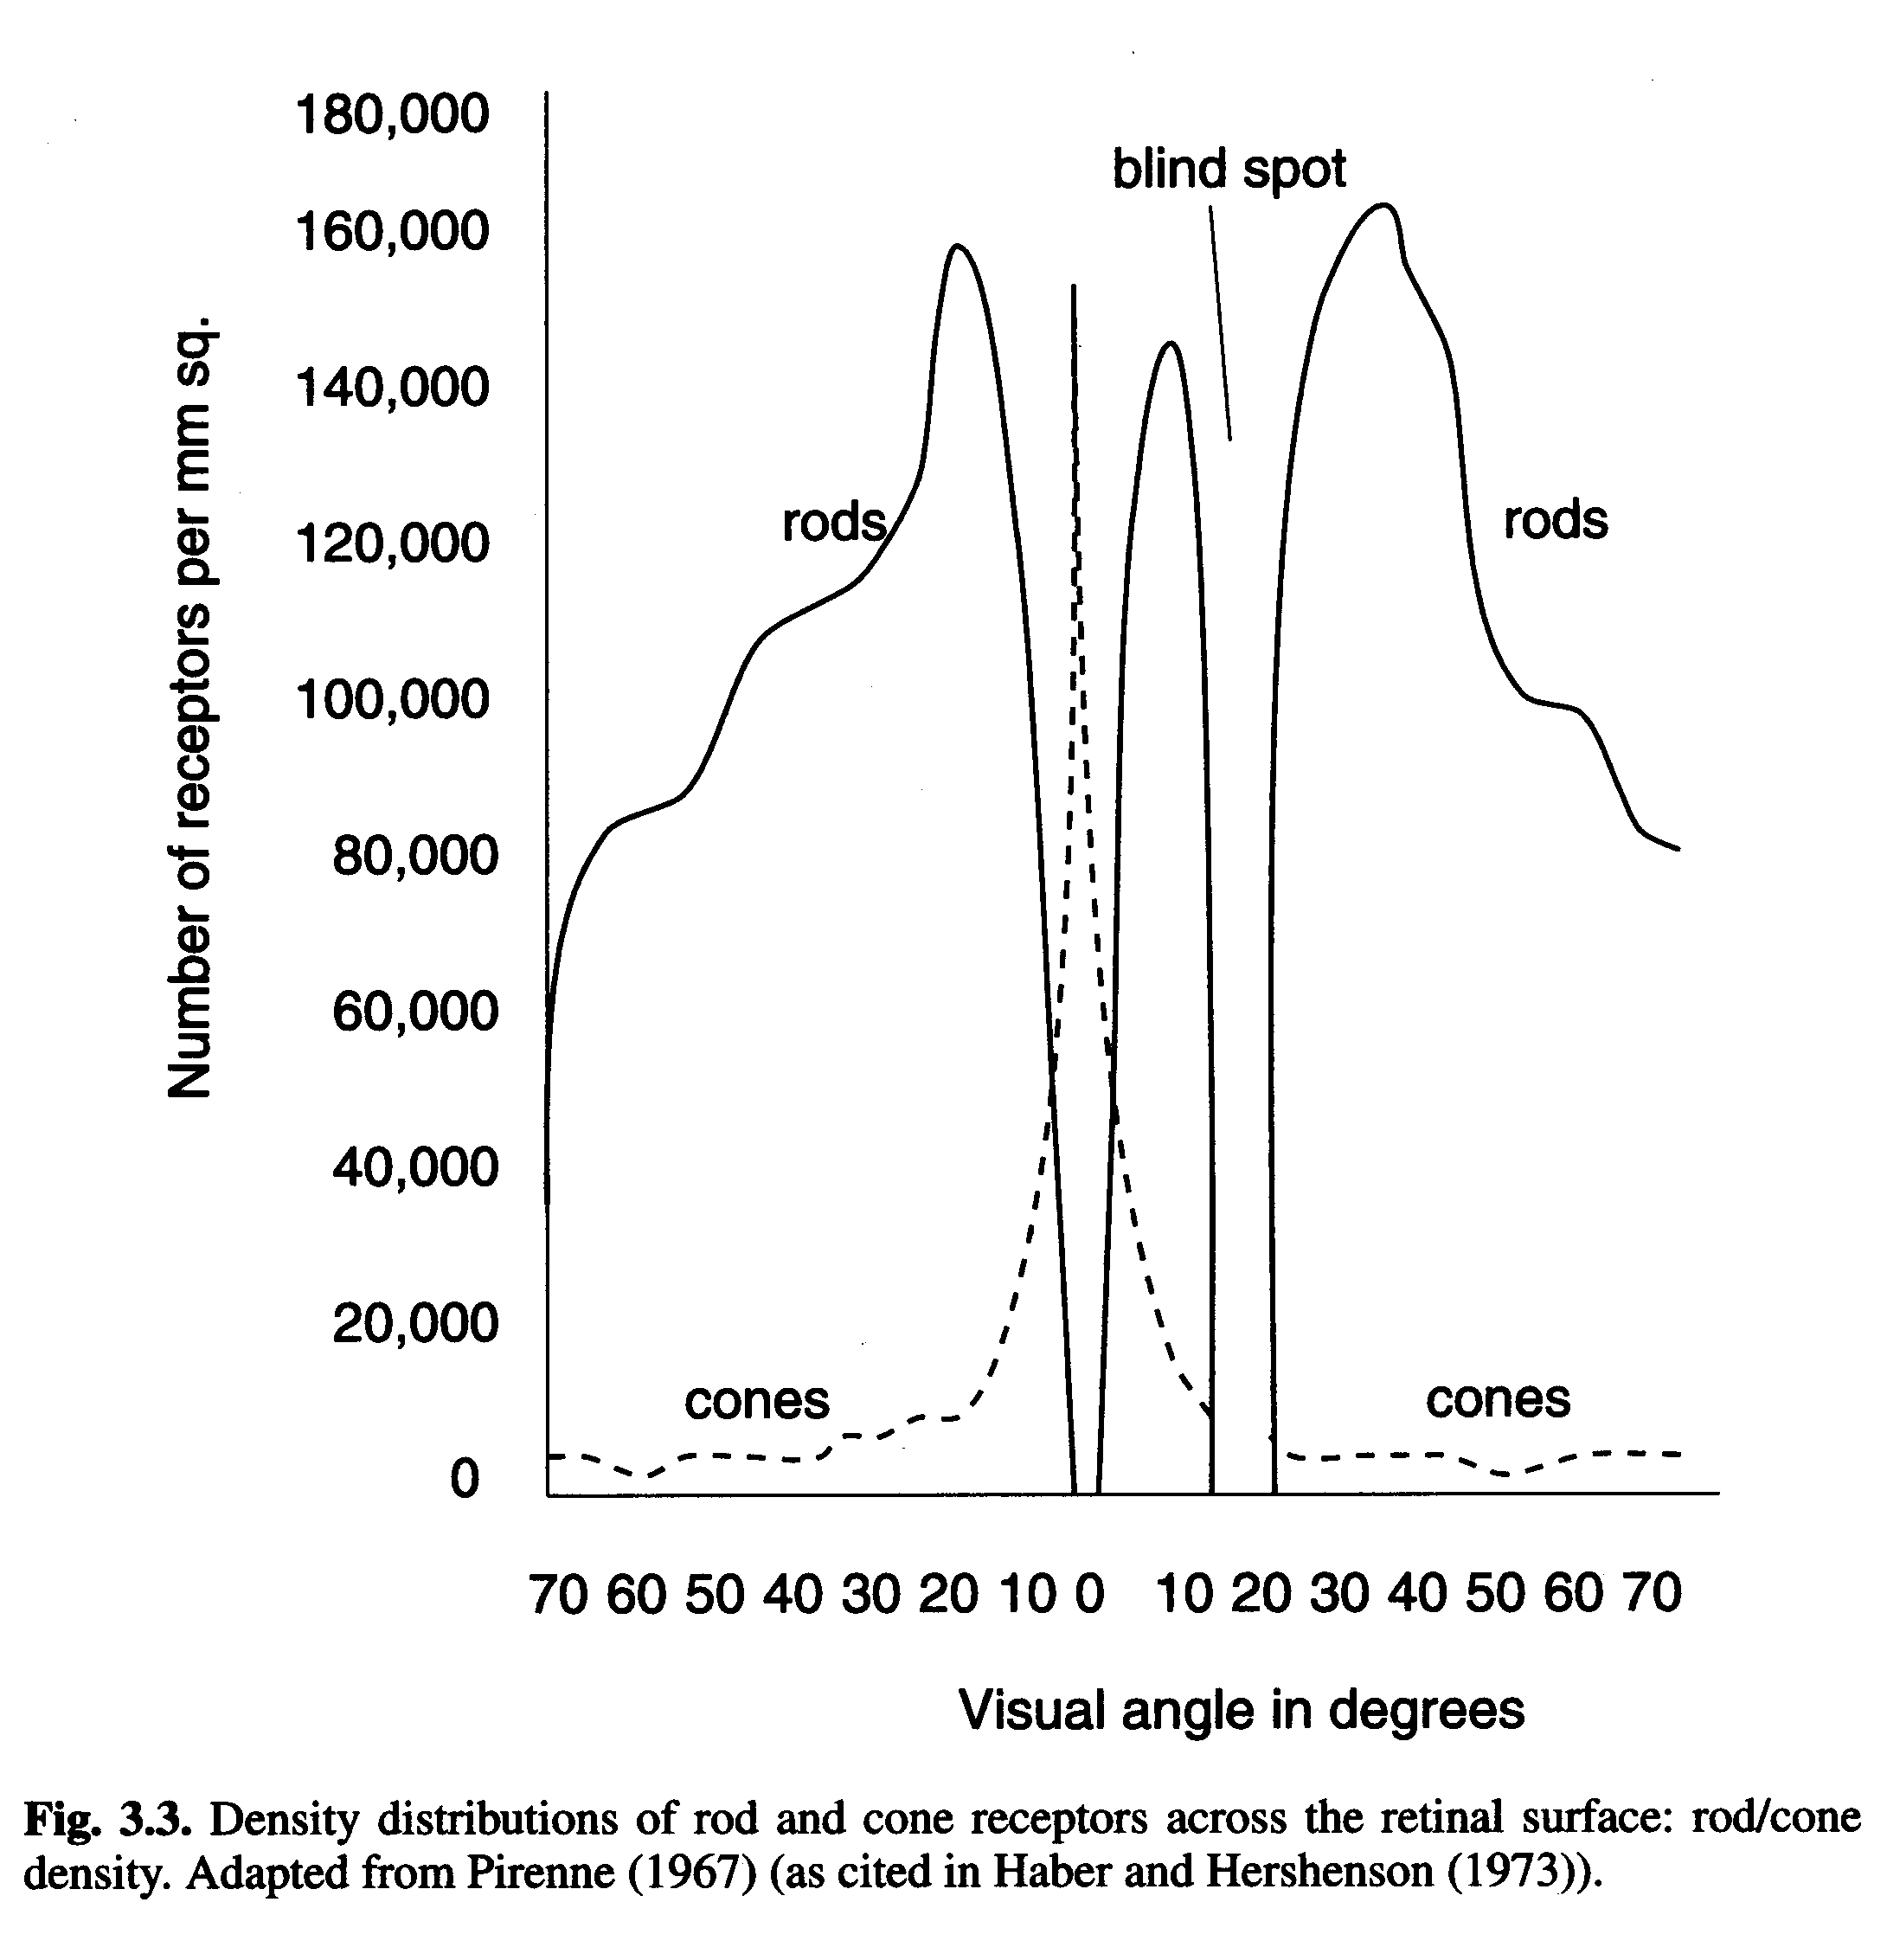 180,000
blind spot
160,000
140,000
rods
rods
120,000
100,000
Number of receptors per mm sq.
80,000
60,000
40,000
20,000
cones
cones
0
70 60 50 40 30 20 10 0 10 20 30 40 50 60 70
Visual angle in degrees
Fig. 3.3. Density distributions of rod and cone receptors across the retinal surface: rod/cone
density. Adapted from Pirenne (1967) (as cited in Haber and Hershenson (1973)).